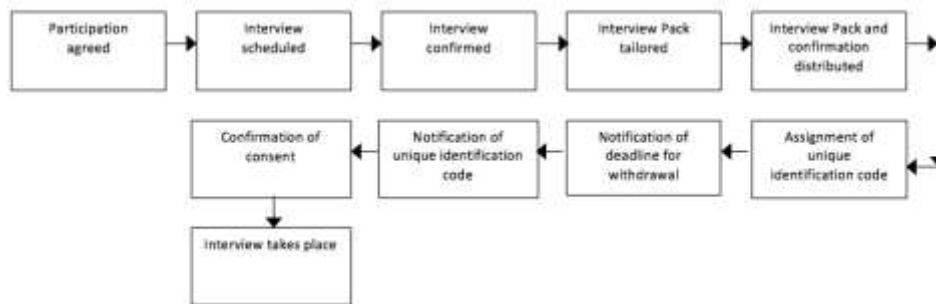 Participation
agreed
Interview
scheduled
Interview
confirmed
Interview Pack
tailored
Interview Pack and
confirmation
distributed
Assignment of
unique
identification code
Notification of
deadline for
withdrawal
Notification of
unique identification
code
Confirmation of
consent
Interview takes place